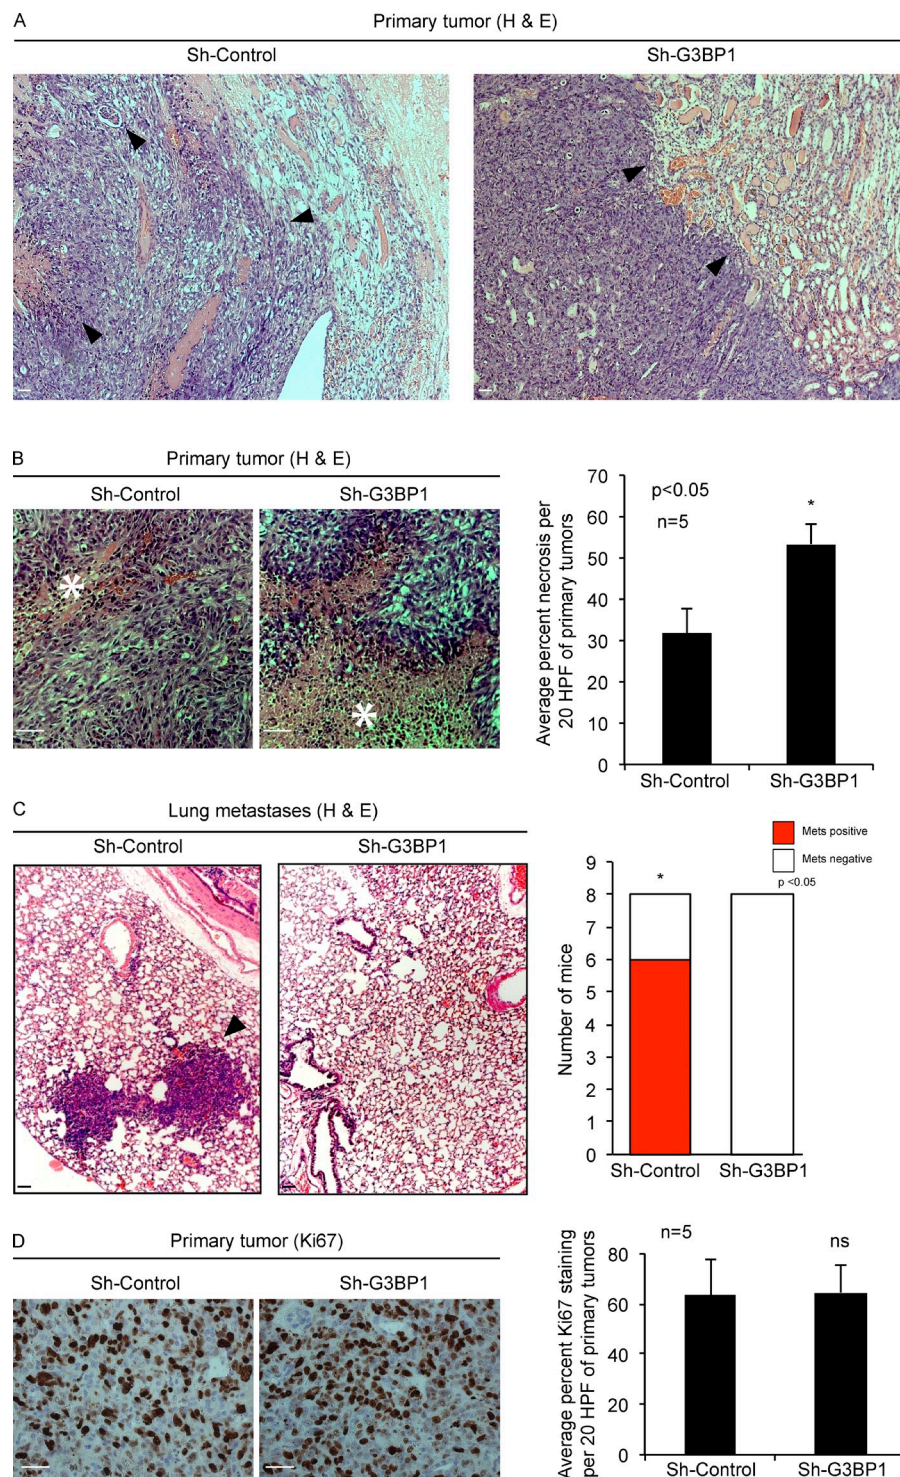 A
Primary tumor (H & E)
Sh-Control
Sh-G3BP1
B
Primary tumor (H & E)
Sh-Control
Sh-G3BP1
*
*
Average percent necrosis per
20 HPF of primary tumors
70
60
50
40
30
20
10
0
p<0.05
n=5
*
Sh-Control
Sh-G3BP1
C
Lung metastases (H & E)
Sh-Control
Sh-G3BP1
Mets positive
Mets negative
p <0.05
Number of mice
9
8
7
6
5
4
3
2
1
0
*
Sh-Control
Sh-G3BP1
D
Primary tumor (Ki67)
Sh-Control
Sh-G3BP1
Average percent Ki67 staining
per 20 HPF of primary tumors
80
60
40
20
0
n=5
ns
Sh-Control
Sh-G3BP1